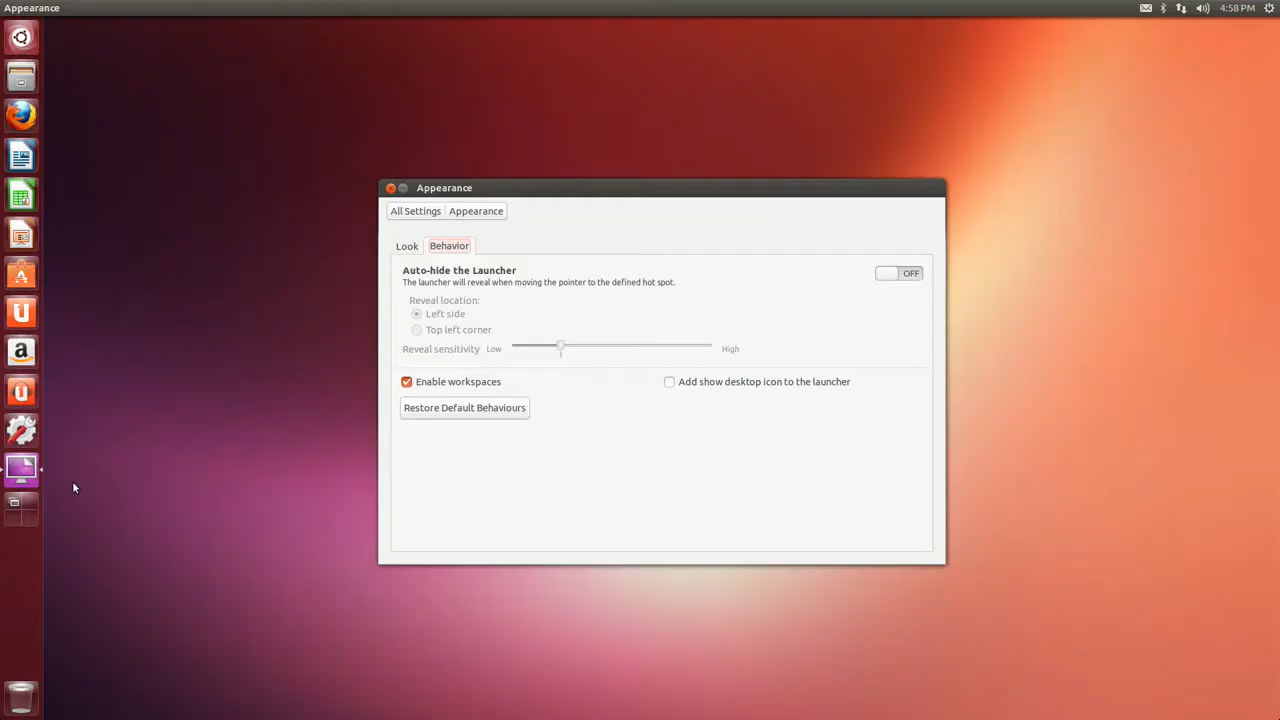 Appearance
4:58 PM
Appearance
All Settings Appearance
Look Behavior
Auto-hide the Launcher
OFF
The launcher will reveal when moving the pointer to the defined hot spot.
Reveal location:
Left side
Top left corner
Reveal sensitivity Low High
Enable workspaces Add show desktop icon to the launcher
Restore Default Behaviours